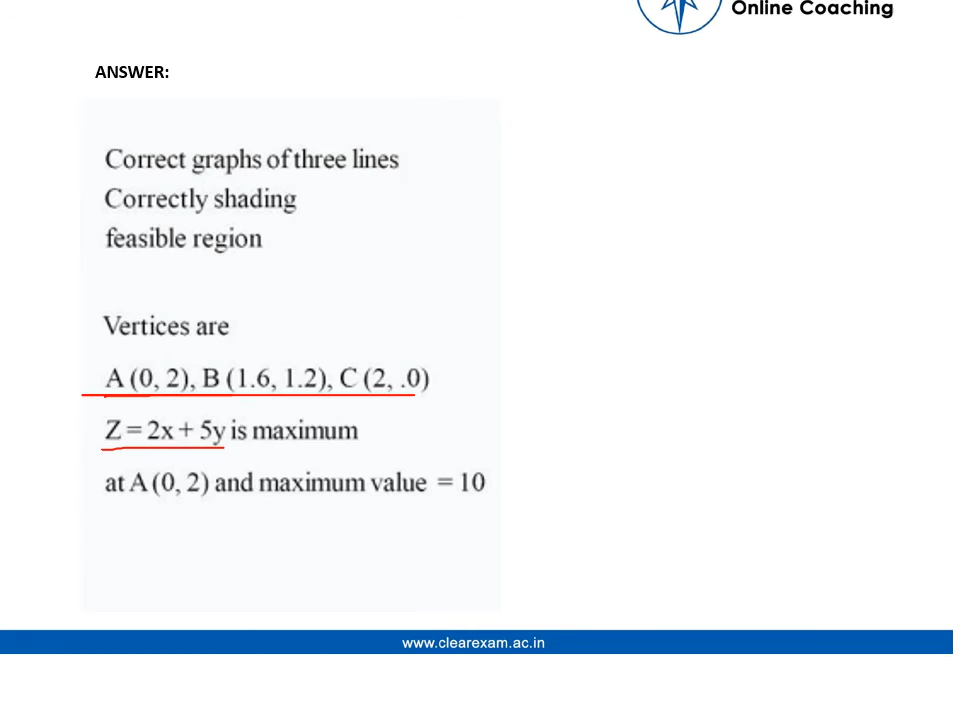 Online Coaching
ANSWER:
Correct graphs of three lines
Correctly shading
feasible region
Vertices are
A (0, 2), B (1.6, 1.2), C (2, .0)
Z = 2x + 5y is maximum
at A (0, 2) and maximum value = 10
www.clearexam.ac.in